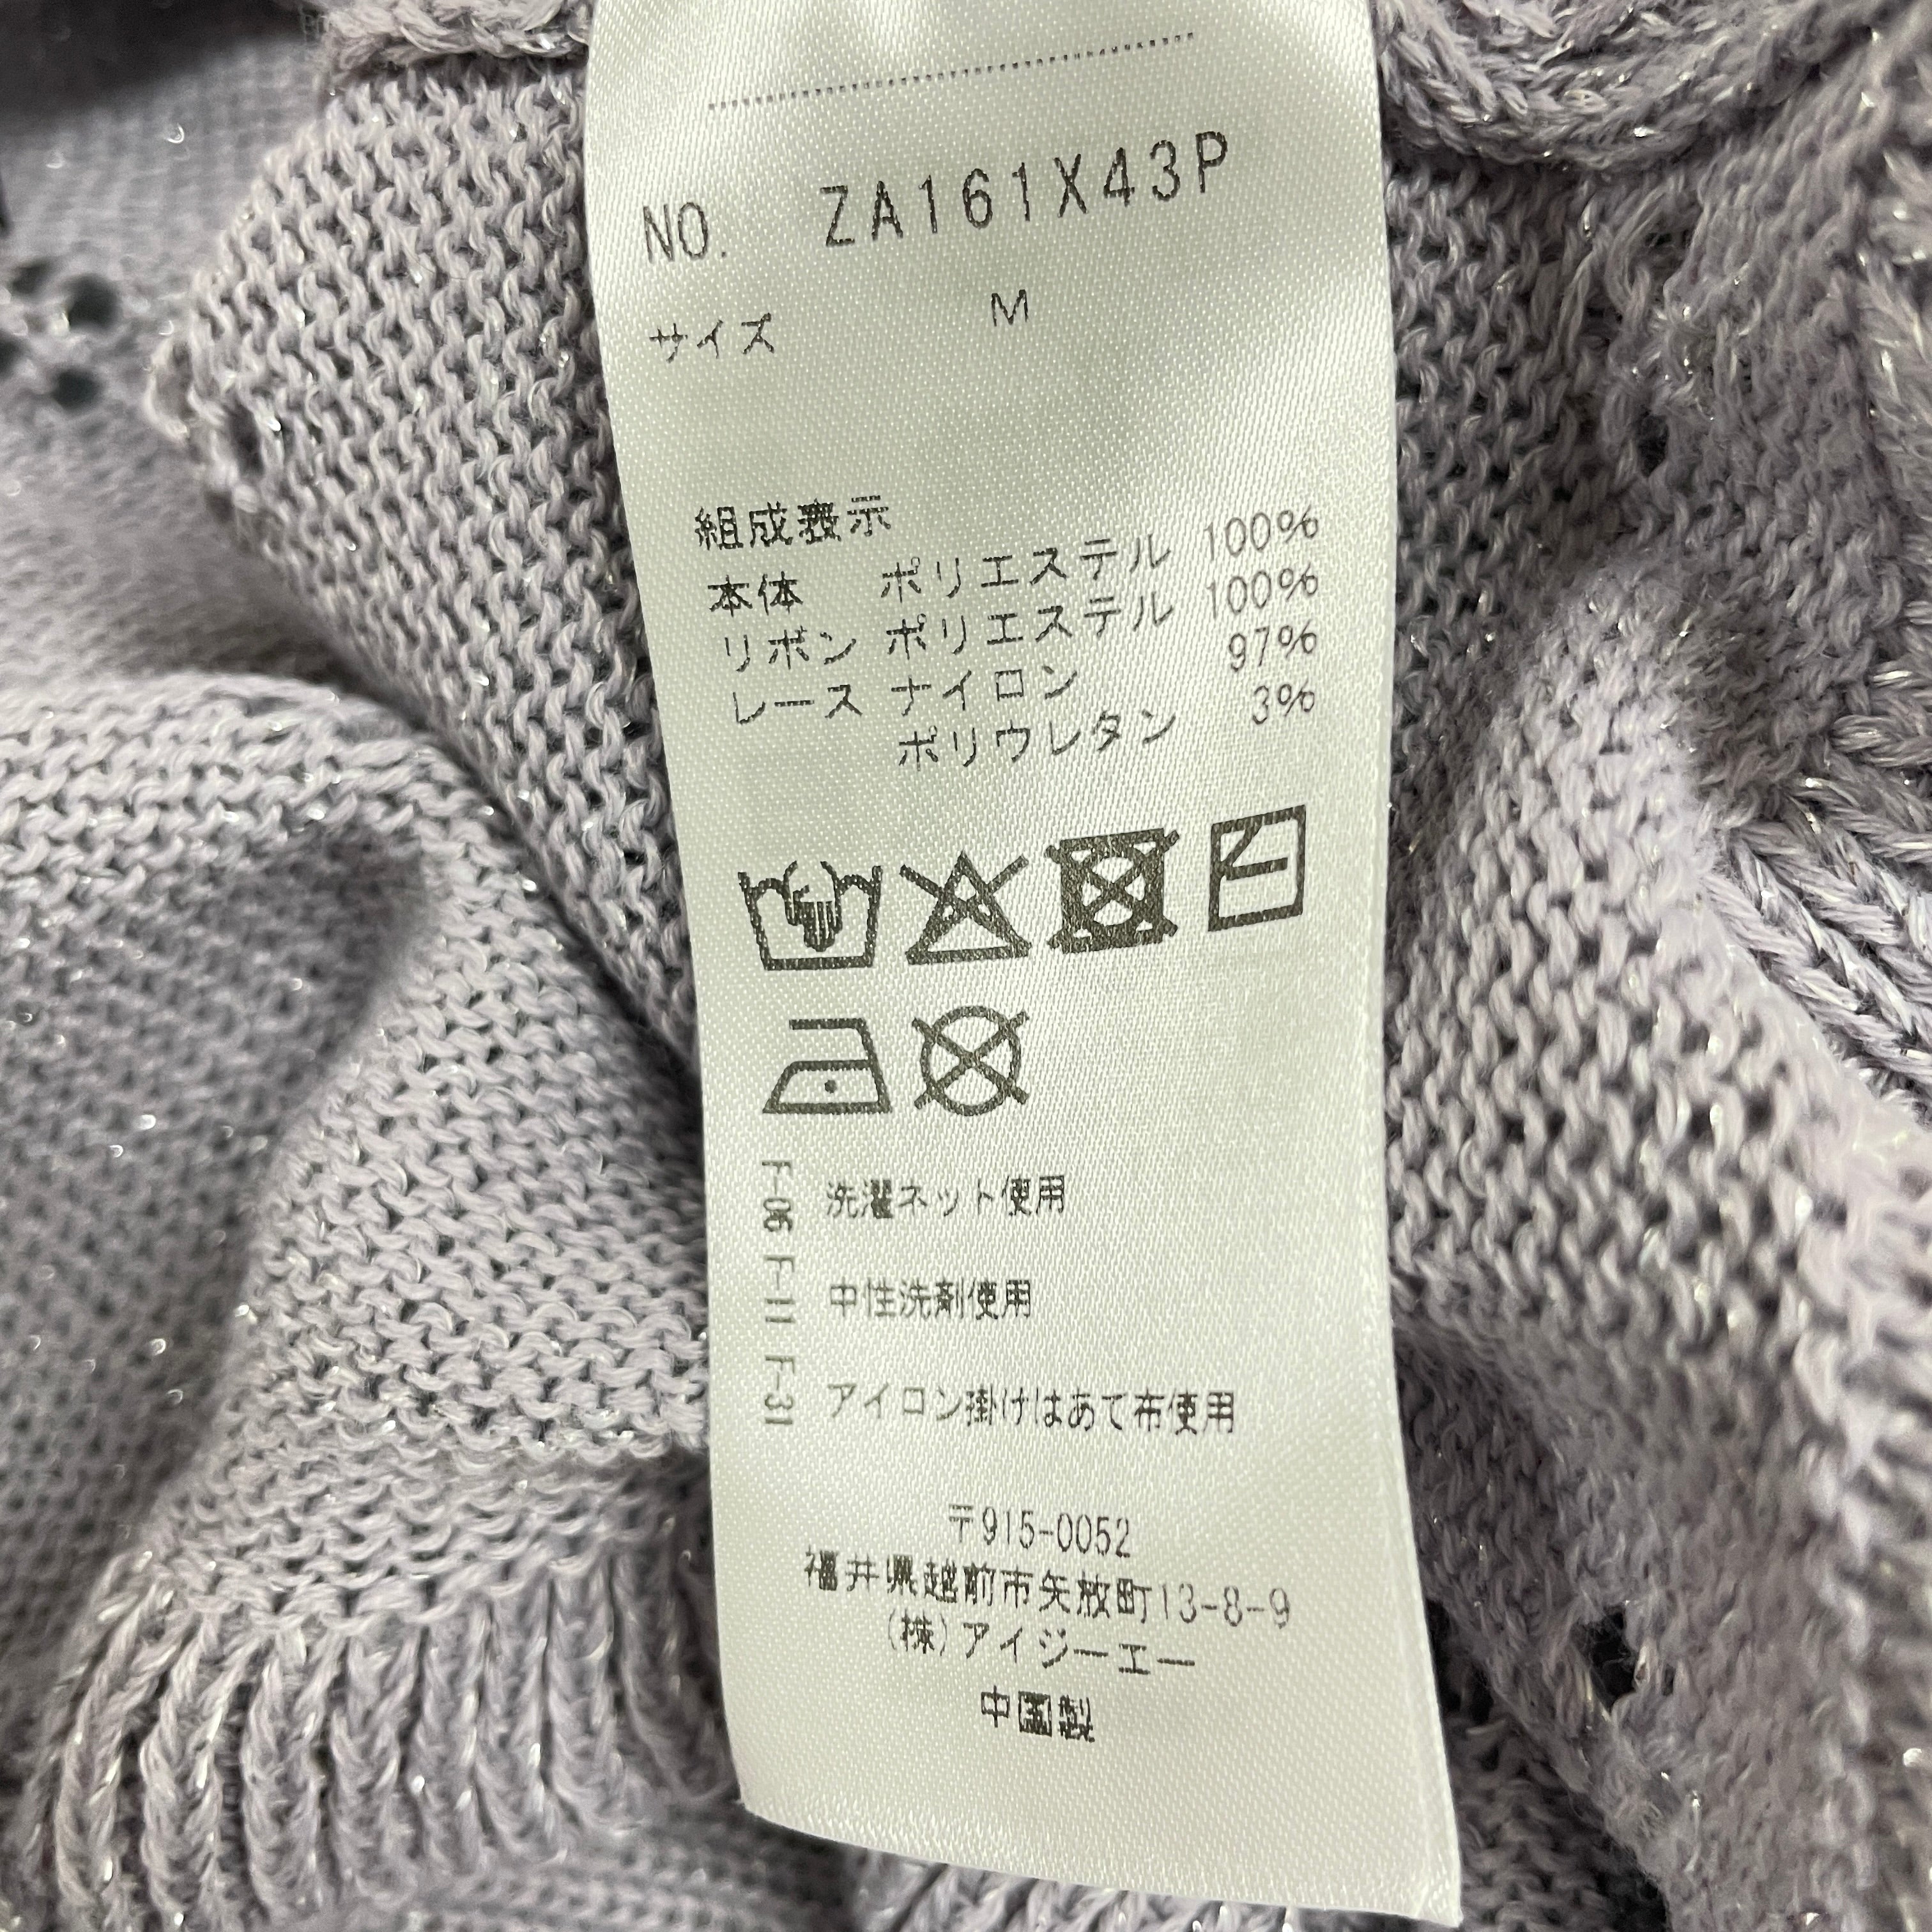 NO. ZA161X43P
サイズ M
組成表示
本体 ポリエステル 100%
リボン ポリエステル 100%
レース ナイロン 97%
ポリウレタン 3%
洗濯ネット使用
中性洗剤使用
アイロン掛けはあて布使用
F-06 F-11 F-31
〒915-0052
福井県越前市矢放町13-8-9
(株)アイジーエー
中国製